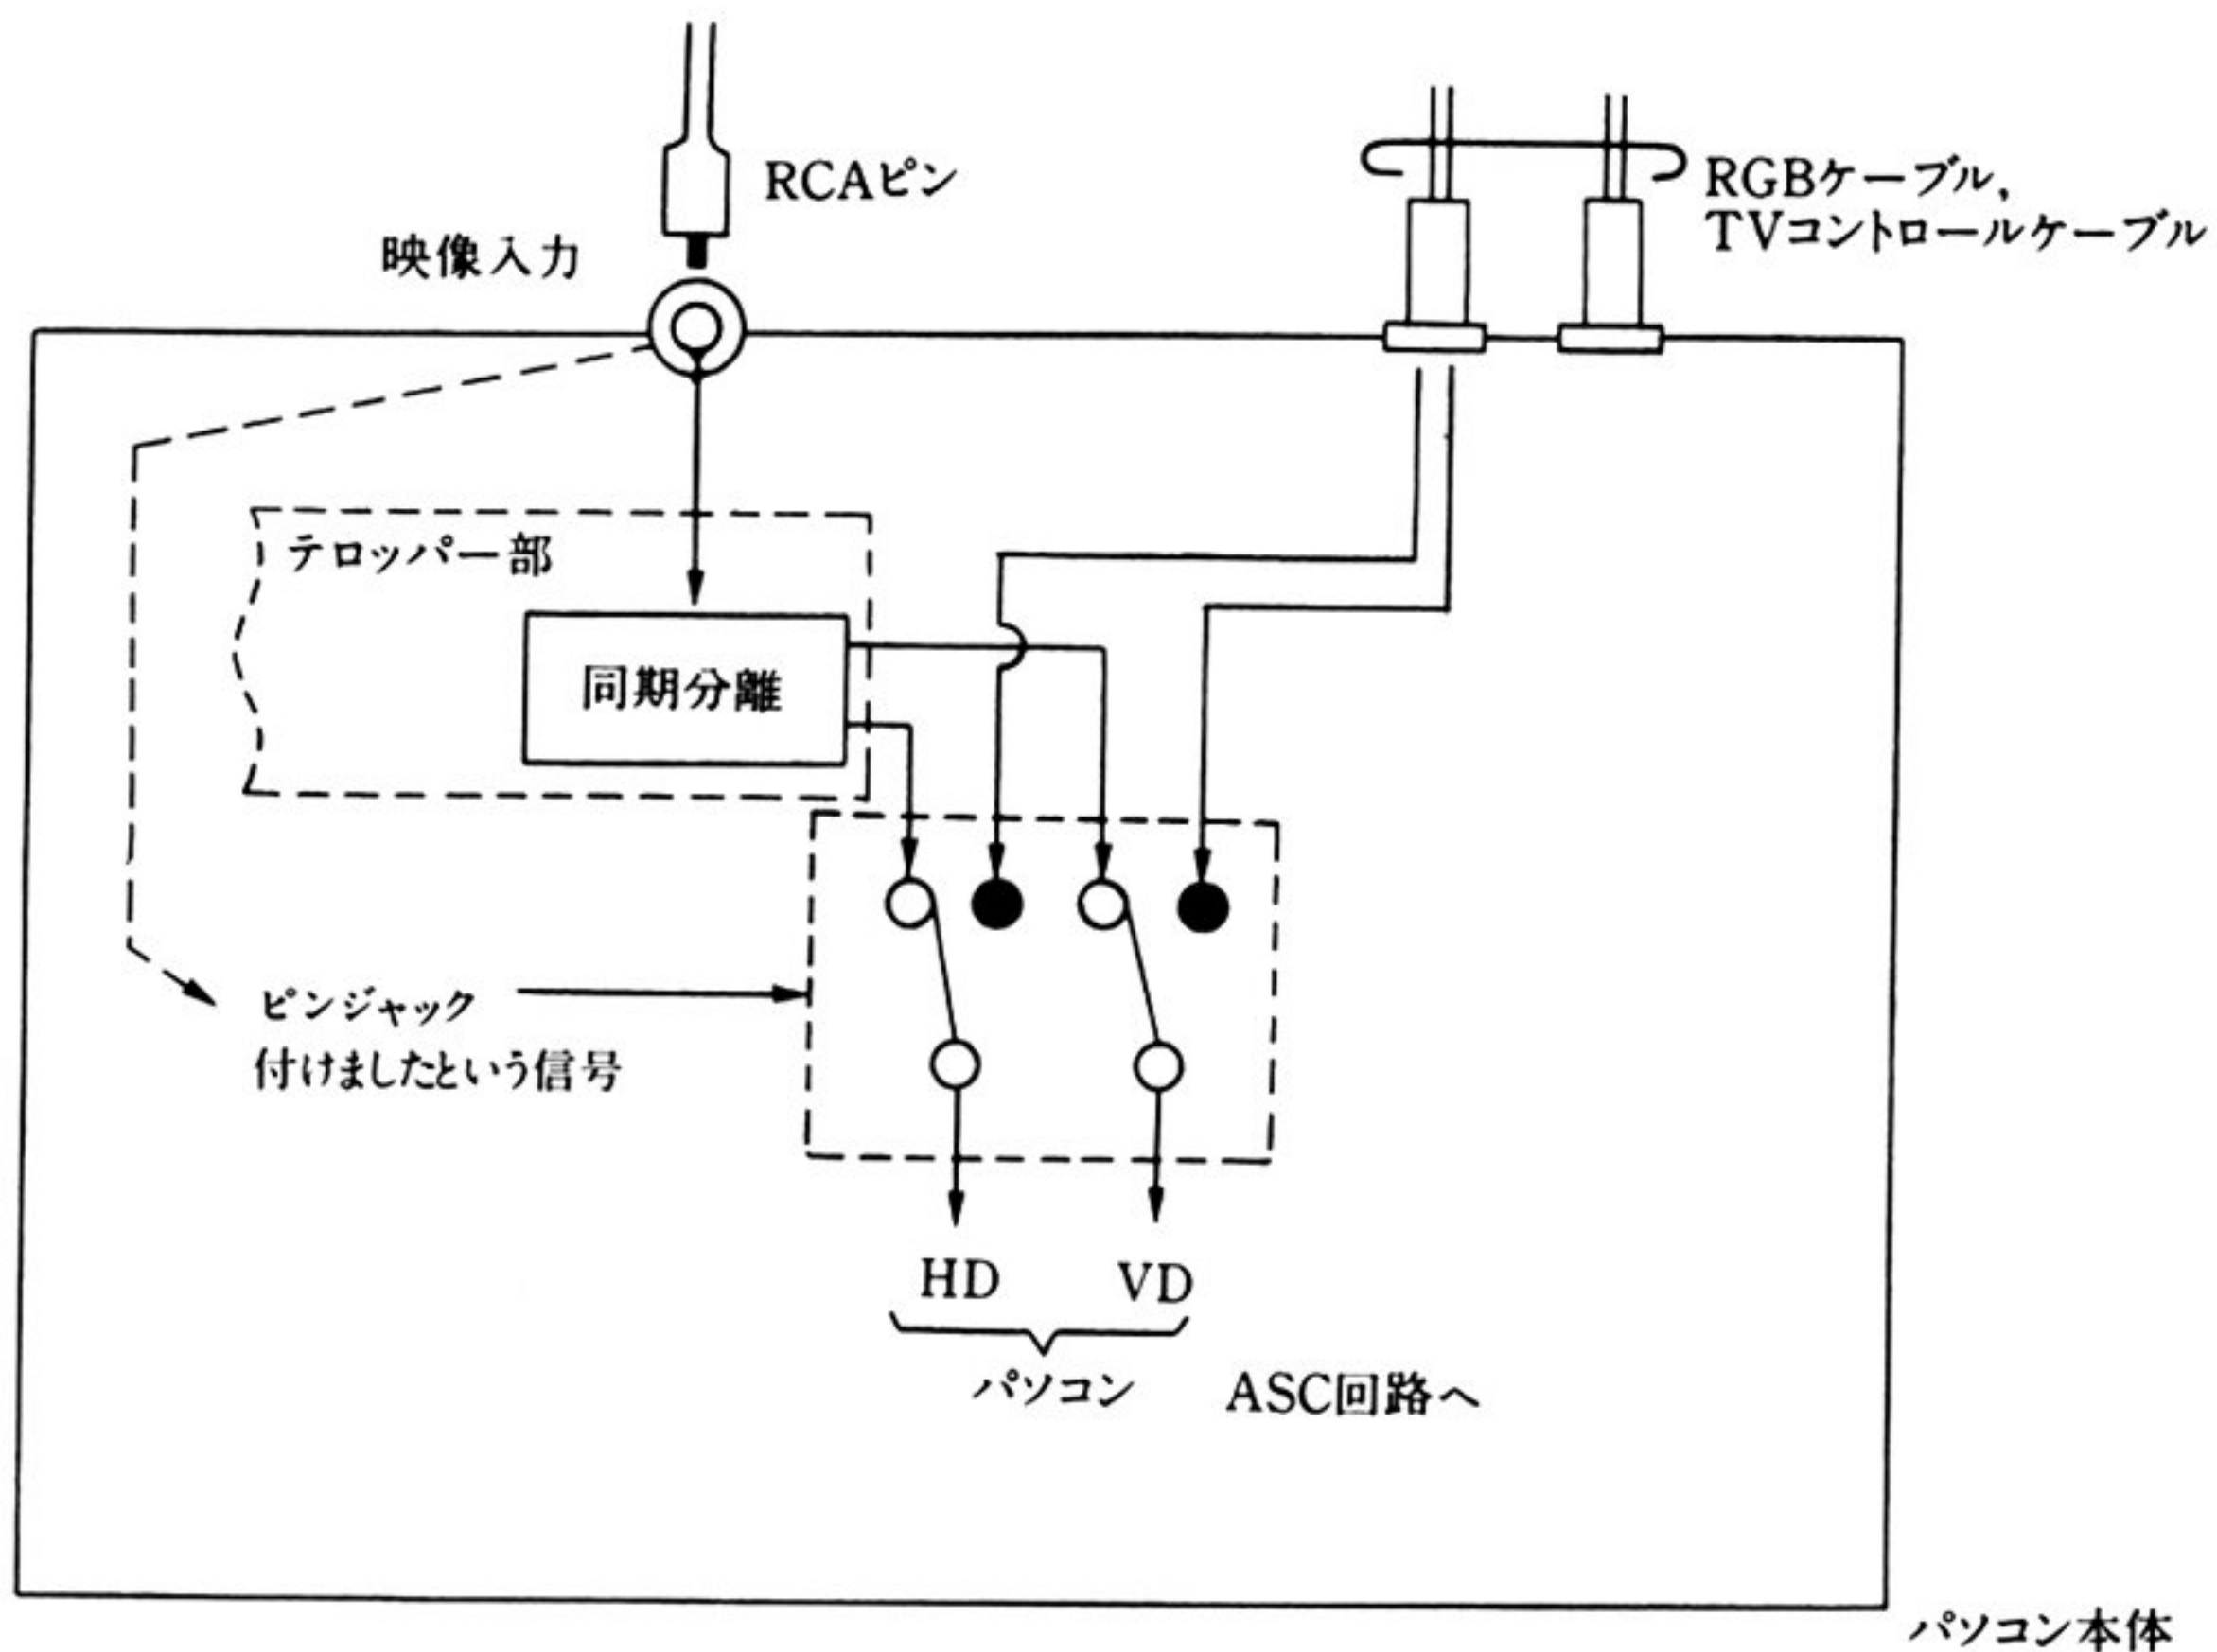 RCAピン
映像入力
RGBケーブル,
TVコントロールケーブル
テロッパー部
同期分離
ピンジャック
付けましたという信号
HD VD
パソコン ASC回路へ
パソコン本体